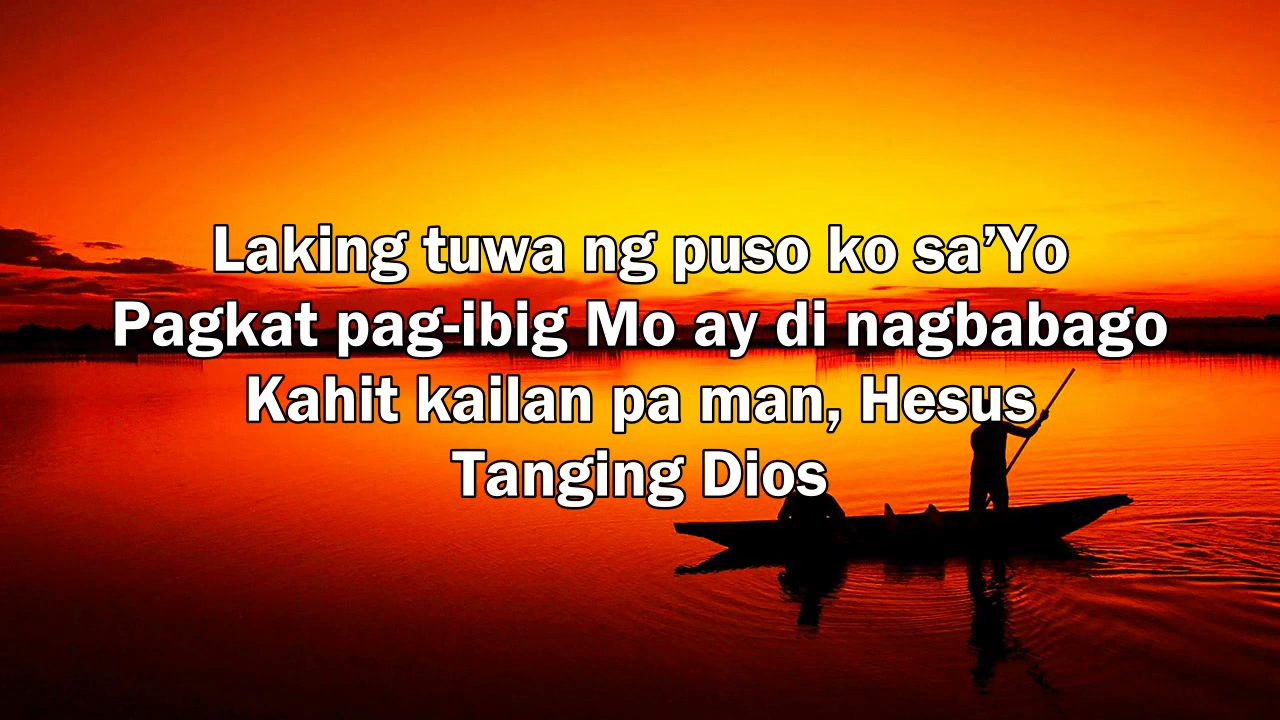 Laking tuwa ng puso ko sa’Yo
Pagkat pag-ibig Mo ay di nagbabago
Kahit kailan pa man, Hesus
Tanging Dios